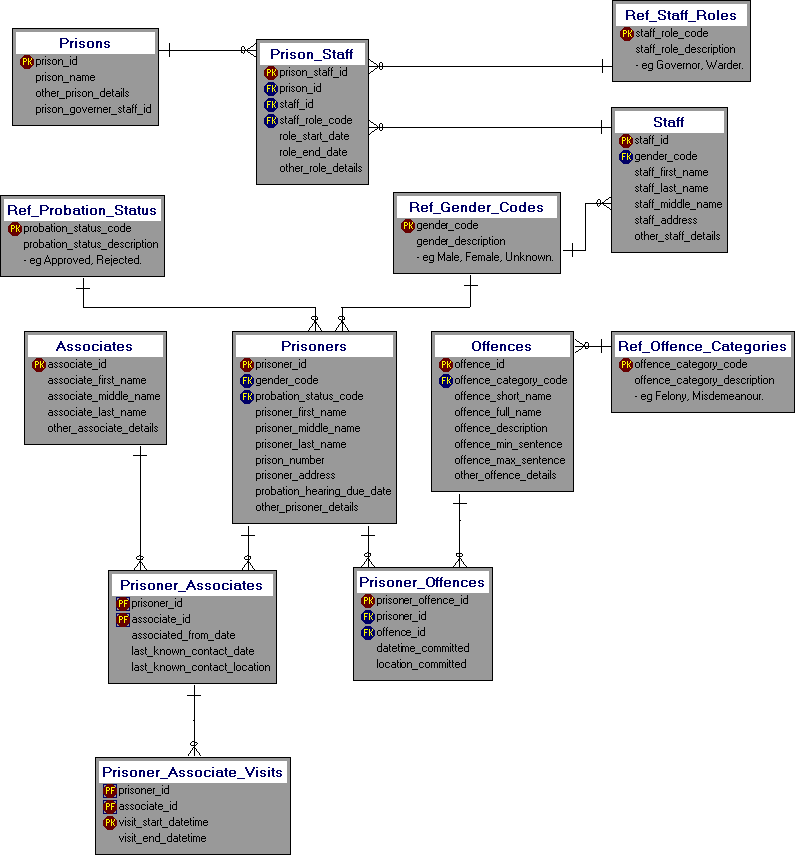 Prisons
PK prison_id
prison_name
other_prison_details
prison_governer_staff_id
Prison_Staff
PK prison_staff_id
FK prison_id
FK staff_id
FK staff_role_code
role_start_date
role_end_date
other_role_details
Ref_Staff_Roles
PK staff_role_code
staff_role_description
- eg Governor, Warder.
Staff
PK staff_id
FK gender_code
staff_first_name
staff_last_name
staff_middle_name
staff_address
other_staff_details
Ref_Probation_Status
PK probation_status_code
probation_status_description
- eg Approved, Rejected.
Ref_Gender_Codes
PK gender_code
gender_description
- eg Male, Female, Unknown.
Associates
PK associate_id
associate_first_name
associate_middle_name
associate_last_name
other_associate_details
Prisoners
PK prisoner_id
FK gender_code
FK probation_status_code
prisoner_first_name
prisoner_middle_name
prisoner_last_name
prison_number
prisoner_address
probation_hearing_due_date
other_prisoner_details
Offences
PK offence_id
FK offence_category_code
offence_short_name
offence_full_name
offence_description
offence_min_sentence
offence_max_sentence
other_offence_details
Ref_Offence_Categories
PK offence_category_code
offence_category_description
- eg Felony, Misdemeanour.
Prisoner_Associates
PF prisoner_id
PF associate_id
associated_from_date
last_known_contact_date
last_known_contact_location
Prisoner_Offences
PK prisoner_offence_id
FK prisoner_id
FK offence_id
datetime_committed
location_committed
Prisoner_Associate_Visits
PF prisoner_id
PF associate_id
PK visit_start_datetime
visit_end_datetime